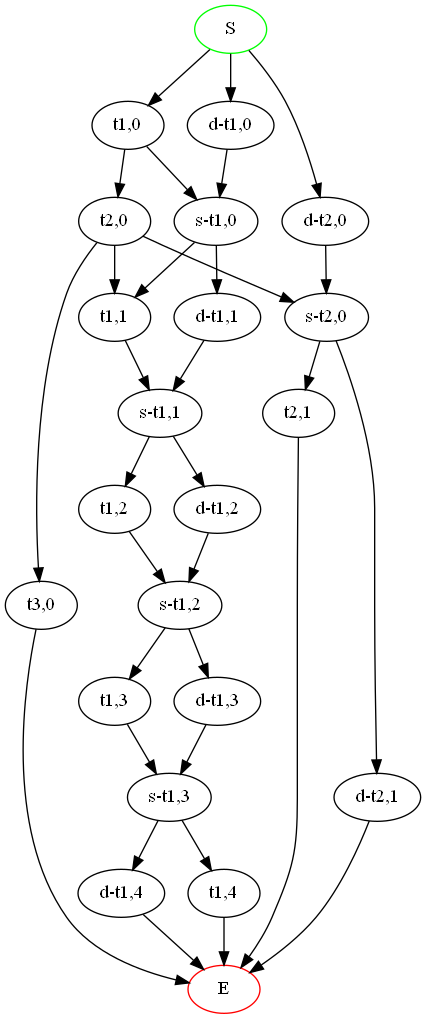 S
t1,0
d-t1,0
t2,0
s-t1,0
d-t2,0
t1,1
d-t1,1
s-t2,0
s-t1,1
t2,1
t1,2
d-t1,2
t3,0
s-t1,2
t1,3
d-t1,3
s-t1,3
d-t2,1
d-t1,4
t1,4
E